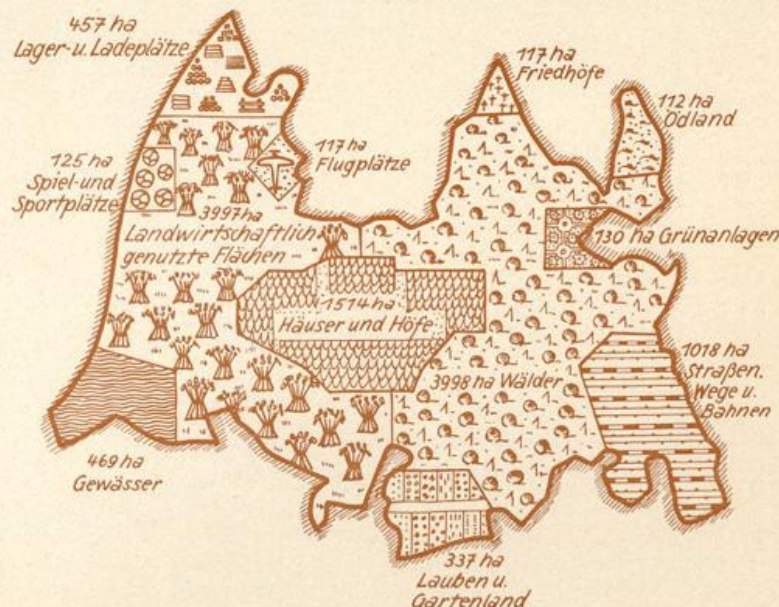 457 ha
Lager- u. Ladeplätze
117 ha
Friedhöfe
112 ha
Ödland
117 ha
Flugplätze
125 ha
Spiel- und
Sportplätze
3997 ha
Landwirtschaftlich
genutzte Flächen
130 ha Grünanlagen
1514 ha
Häuser und Höfe
1018 ha
Straßen.
Wege u.
Bahnen
3998 ha Wälder
469 ha
Gewässer
337 ha
Lauben u.
Gartenland